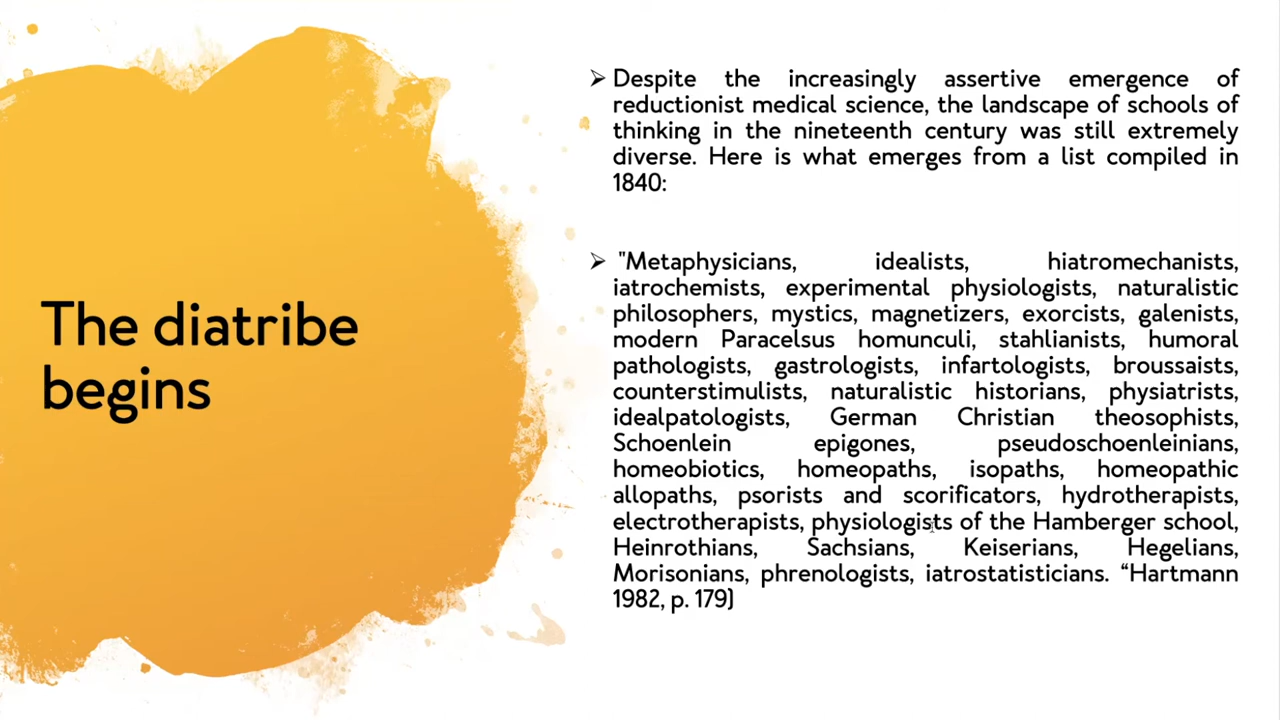 The diatribe
begins
➢ Despite the increasingly assertive emergence of
reductionist medical science, the landscape of schools of
thinking in the nineteenth century was still extremely
diverse. Here is what emerges from a list compiled in
1840:
➢ "Metaphysicians, idealists, hiatromechanists,
iatrochemists, experimental physiologists, naturalistic
philosophers, mystics, magnetizers, exorcists, galenists,
modern Paracelsus homunculi, stahlianists, humoral
pathologists, gastrologists, infartologists, broussaists,
counterstimulists, naturalistic historians, physiatrists,
idealpatologists, German Christian theosophists,
Schoenlein epigones, pseudoschoenleinians,
homeobiotics, homeopaths, isopaths, homeopathic
allopaths, psorists and scorificators, hydrotherapists,
electrotherapists, physiologists of the Hamberger school,
Heinrothians, Sachsians, Keiserians, Hegelians,
Morisonians, phrenologists, iatrostatisticians. “Hartmann
1982, p. 179)